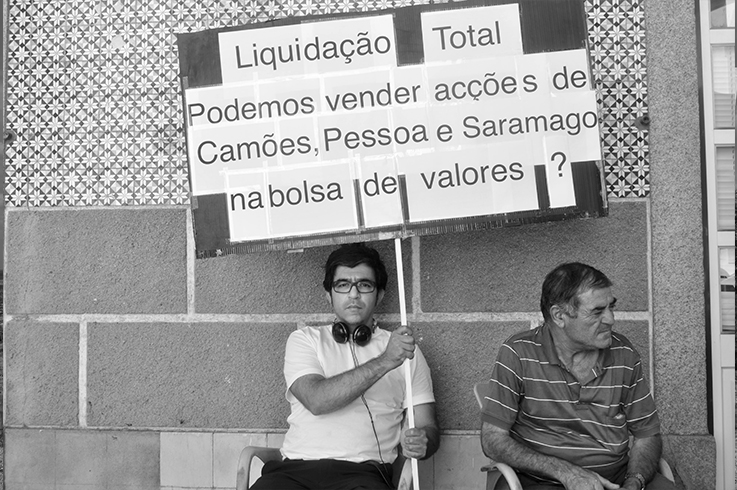 Liquidação Total
Podemos vender acções de
Camões, Pessoa e Saramago
na bolsa de valores ?